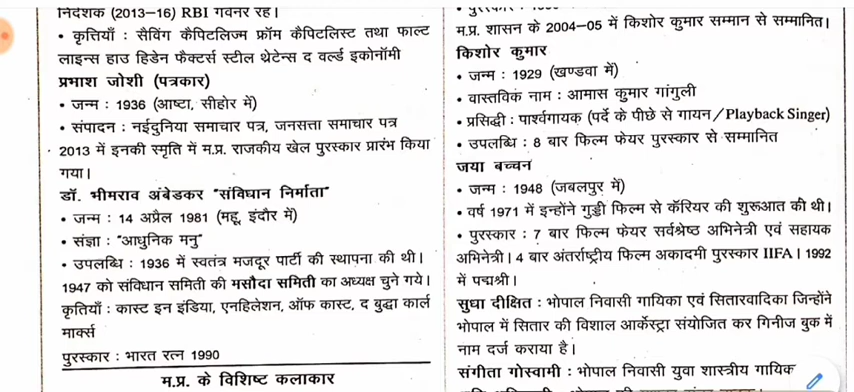 निदेशक (2013–16) RBI गवर्नर रहे।
• कृत्तियाँ : सैविंग कैपिटलिज्म फ्रॉम कैपिटलिस्ट तथा फाल्ट
लाइन्स हाउ हिडेन फैक्टर्स स्टील थ्रेटेन्स द वर्ल्ड इकोनॉमी
प्रभाश जोशी (पत्रकार)
• जन्म : 1936 (आष्टा, सीहोर में)
• संपादन : नईदुनिया समाचार पत्र, जनसत्ता समाचार पत्र
2013 में इनकी स्मृति में म.प्र. राजकीय खेल पुरस्कार प्रारंभ किया
गया।
डॉ. भीमराव अंबेडकर "संविधान निर्माता"
• जन्म : 14 अप्रैल 1981 (महू, इंदौर में)
• संज्ञा : "आधुनिक मनु"
• उपलब्धि : 1936 में स्वतंत्र मजदूर पार्टी की स्थापना की थी।
1947 को संविधान समिती की मसौदा समिती का अध्यक्ष चुने गये।
कृतियाँ : कास्ट इन इंडिया, एनहिलेशन, ऑफ कास्ट, द बुद्धा कार्ल
मार्क्स
पुरस्कार : भारत रत्न 1990
म.प्र. के विशिष्ट कलाकार
म.प्र. शासन के 2004–05 में किशोर कुमार सम्मान से सम्मानित।
किशोर कुमार
• जन्म : 1929 (खण्डवा में)
• वास्तविक नाम : आमास कुमार गांगुली
• प्रसिद्धी : पार्श्वगायक (पर्दे के पीछे से गायन/Playback Singer)
• उपलब्धि : 8 बार फिल्म फेयर पुरस्कार से सम्मानित
जया बच्चन
• जन्म : 1948 (जबलपुर में)
• वर्ष 1971 में इन्होंने गुड्डी फिल्म से कॅरियर की शुरूआत की थी।
• पुरस्कार : 7 बार फिल्म फेयर सर्वश्रेष्ठ अभिनेत्री एवं सहायक
अभिनेत्री। 4 बार अंतर्राष्ट्रीय फिल्म अकादमी पुरस्कार IIFA। 1992
में पद्मश्री।
सुधा दीक्षित : भोपाल निवासी गायिका एवं सितारवादिका जिन्होंने
भोपाल में सितार की विशाल आर्केस्ट्रा संयोजित कर गिनीज बुक में
नाम दर्ज कराया है।
संगीता गोस्वामी : भोपाल निवासी युवा शास्त्रीय गायिक